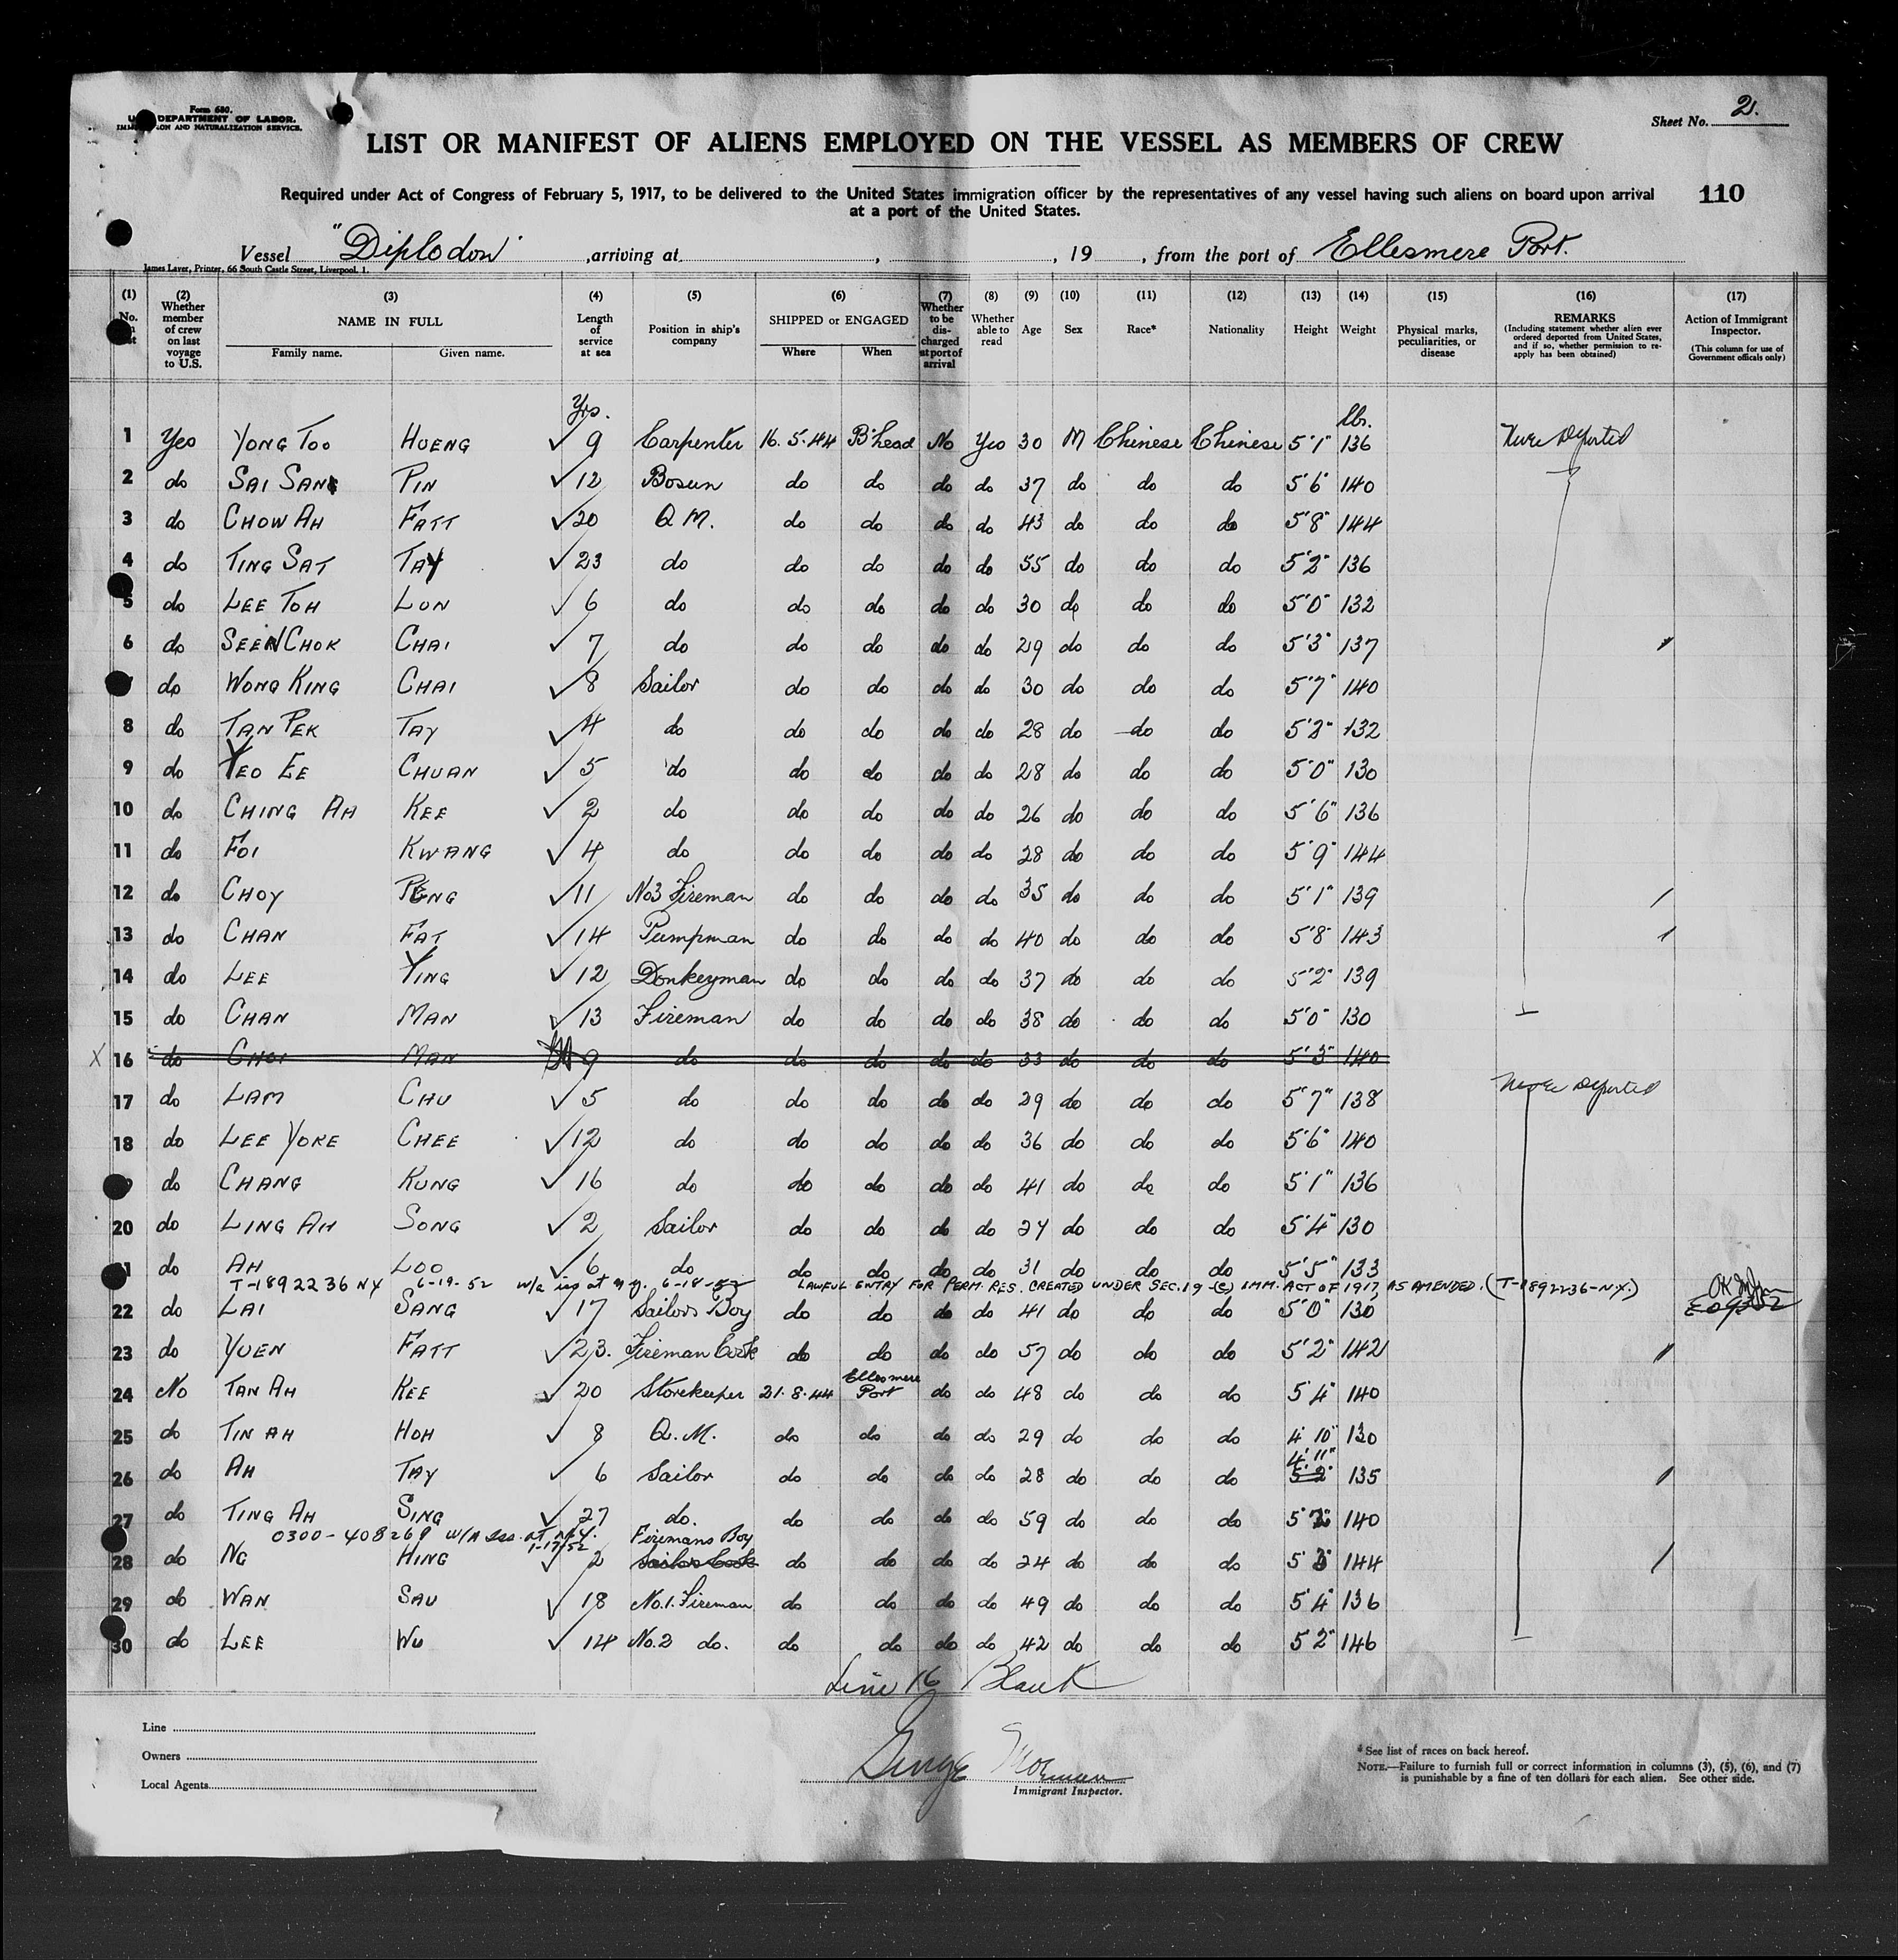 Form 680.
DEPARTMENT OF LABOR.
ION AND NATURALIZATION SERVICE.
Sheet No. 2.
LIST OR MANIFEST OF ALIENS EMPLOYED ON THE VESSEL AS MEMBERS OF CREW
Required under Act of Congress of February 5, 1917, to be delivered to the United States immigration officer by the representatives of any vessel having such aliens on board upon arrival
at a port of the United States.
110
Vessel "Diplodon" , arriving at , , 19 , from the port of Ellesmere Port.
James Laver, Printer, 66 South Castle Street, Liverpool. 1.
(1) (2) (3) (4) (5) (6) (7) (8) (9) (10) (11) (12) (13) (14) (15) (16) (17)
No. Whether member of crew on last voyage to U.S. NAME IN FULL Family name. Given name. Length of service at sea Position in ship's company SHIPPED or ENGAGED Where When Whether to be discharged at port of arrival Whether able to read Age Sex Race* Nationality Height Weight Physical marks, peculiarities, or disease REMARKS (Including statement whether alien ever ordered deported from United States, and if so, whether permission to re-apply has been obtained) Action of Immigrant Inspector. (This column for use of Government officals only)
Yrs. lbr.
1 Yes YONG TOO HUENG ✓ 9 Carpenter 16.5.44 B'head No Yes 30 M Chinese Chinese 5'1" 136 Never Deported
2 do SAI SANG PIN ✓ 12 Bosun do do do do 37 do do do 5'6" 140
3 do CHOW AH FATT ✓ 20 Q.M. do do do do 43 do do do 5'8" 144
4 do TING SAT TAY ✓ 23 do do do do do 55 do do do 5'2" 136
5 do LEE TOH LUN ✓ 6 do do do do do 30 do do do 5'0" 132
6 do SEEN CHOK CHAI ✓ 7 do do do do do 29 do do do 5'3" 137
do WONG KING CHAI ✓ 8 Sailor do do do do 30 do do do 5'7" 140
8 do TAN PEK TAY ✓ 4 do do do do do 28 do do do 5'2" 132
9 do YEO EE CHUAN ✓ 5 do do do do do 28 do do do 5'0" 130
10 do CHING AH KEE ✓ 2 do do do do do 26 do do do 5'6" 136
11 do FOI KWANG ✓ 4 do do do do do 28 do do do 5'9" 144
12 do CHOY PENG ✓ 11 No3 Fireman do do do do 35 do do do 5'1" 139
13 do CHAN FAT ✓ 14 Pumpman do do do do 40 do do do 5'8" 143
14 do LEE YING ✓ 12 Donkeyman do do do do 37 do do do 5'2" 139
15 do CHAN MAN ✓ 13 Fireman do do do do 38 do do do 5'0" 130
X 16 do CHOI MAN 9 do do do do do 33 do do do 5'3" 140
17 do LAM CHU ✓ 5 do do do do do 29 do do do 5'7" 138 Never Deported
18 do LEE YOKE CHEE ✓ 12 do do do do do 36 do do do 5'6" 140
do CHANG KUNG ✓ 16 do do do do do 41 do do do 5'1" 136
20 do LING AH SONG ✓ 2 Sailor do do do do 24 do do do 5'4" 130
1 do AH LOO ✓ 6 do do do do do 31 do do do 5'5" 133
T-1892236 NY 6-19-52 w/a iss at N.Y. 6-18-52 LAWFUL ENTRY FOR PERM. RES. CREATED UNDER SEC. 19 (c) IMM. ACT OF 1917, AS AMENDED. (T-1892236-N.Y.) OK
22 do LAI SANG ✓ 17 Sailors Boy do do do do 41 do do do 5'0" 130
23 do YUEN FATT ✓ 23. Fireman Cook do do do do 57 do do do 5'2" 142
24 No TAN AH KEE ✓ 20 Storekeeper 21.8.44 Ellesmere Port do do 48 do do do 5'4" 140
25 do TIN AH HOH ✓ 8 Q.M. do do do do 29 do do do 4'10" 130
26 do AH TAY ✓ 6 Sailor do do do do 28 do do do 4'11" 5'2" 135
27 do TING AH SING ✓ 27 do. do do do do 59 do do do 5' 140
0300-408269 w/a iss. at N.Y. 1-17-52 Firemans Boy
28 do NG HING ✓ 2 Sailors Cook do do do do 24 do do do 5'3 144
29 do WAN SAU ✓ 18 No.1. Fireman do do do do 49 do do do 5'4" 136
30 do LEE WU ✓ 14 No.2 do. do do do do 42 do do do 5'2" 146
Line 16 Blank
Line
Owners
Local Agents
George
Immigrant Inspector.
*See list of races on back hereof.
NOTE.—Failure to furnish full or correct information in columns (3), (5), (6), and (7)
is punishable by a fine of ten dollars for each alien. See other side.